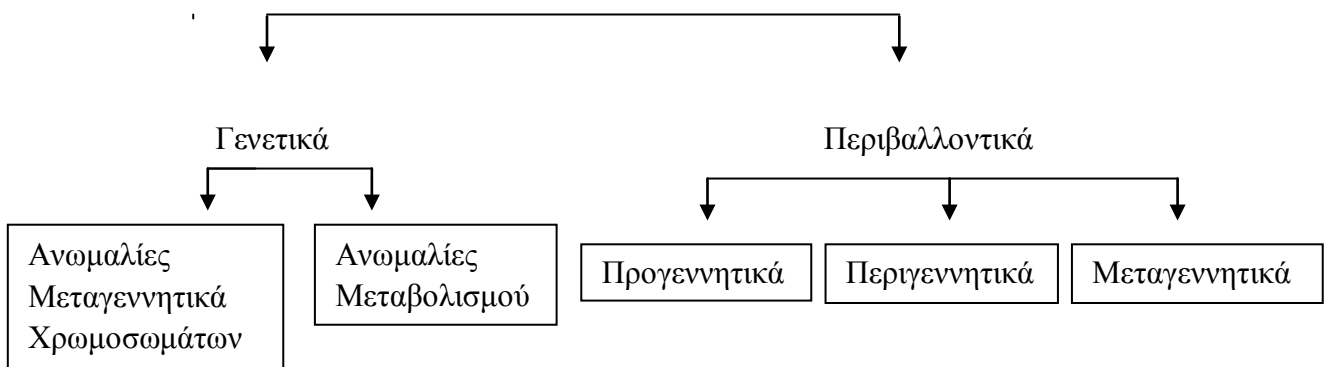 Γενετικά
Περιβαλλοντικά
Ανωμαλίες
Μεταγεννητικά
Χρωμοσωμάτων
Ανωμαλίες
Μεταβολισμού
Προγεννητικά
Περιγεννητικά
Μεταγεννητικά